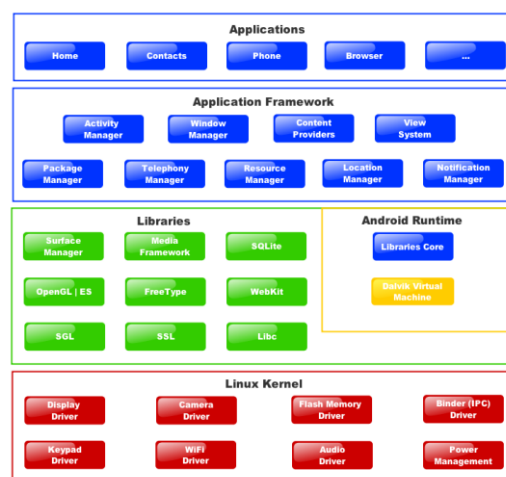 Applications
Home
Contacts
Phone
Browser
...
Application Framework
Activity
Manager
Window
Manager
Content
Providers
View
System
Package
Manager
Telephony
Manager
Resource
Manager
Location
Manager
Notification
Manager
Libraries
Surface
Manager
Media
Framework
SQLite
OpenGL | ES
FreeType
WebKit
SGL
SSL
Libc
Android Runtime
Libraries Core
Dalvik Virtual
Machine
Linux Kernel
Display
Driver
Camera
Driver
Flash Memory
Driver
Binder (IPC)
Driver
Keypad
Driver
WiFi
Driver
Audio
Driver
Power
Management